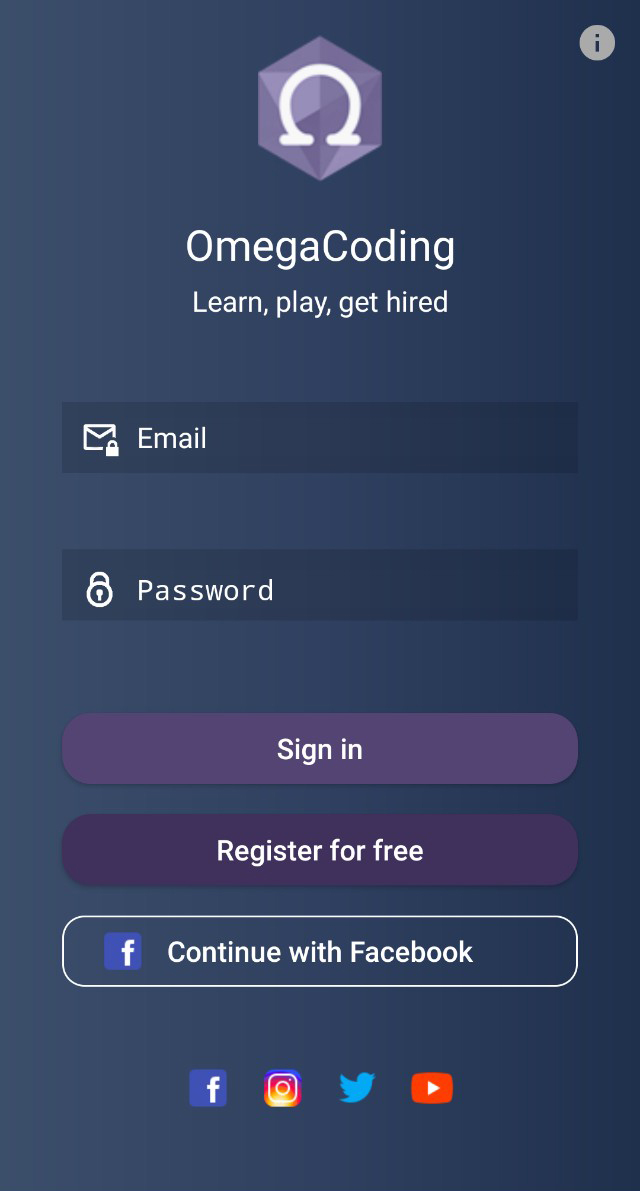 Ω
OmegaCoding
Learn, play, get hired
Email
Password
Sign in
Register for free
Continue with Facebook